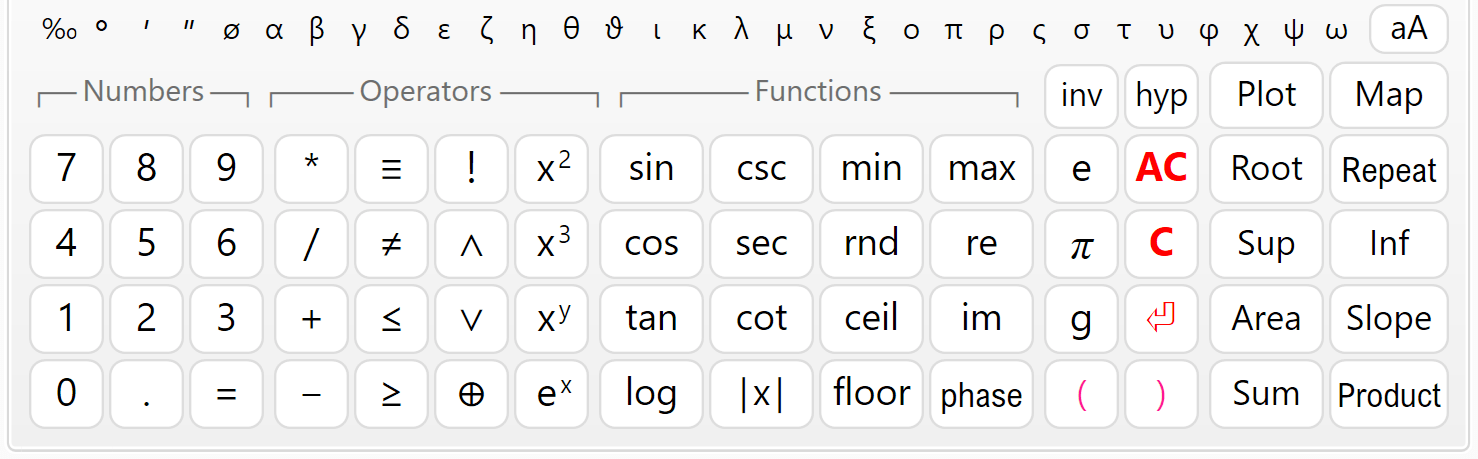 ‰ ° ′ ″ ø α β γ δ ε ζ η θ ϑ ι κ λ μ ν ξ ο π ρ ς σ τ υ φ χ ψ ω aA
Numbers Operators Functions inv hyp Plot Map
7 8 9 * ≡ ! x² sin csc min max e AC Root Repeat
4 5 6 / ≠ ∧ x³ cos sec rnd re π C Sup Inf
1 2 3 + ≤ ∨ xʸ tan cot ceil im g ⏎ Area Slope
0 . = − ≥ ⊕ eˣ log |x| floor phase ( ) Sum Product